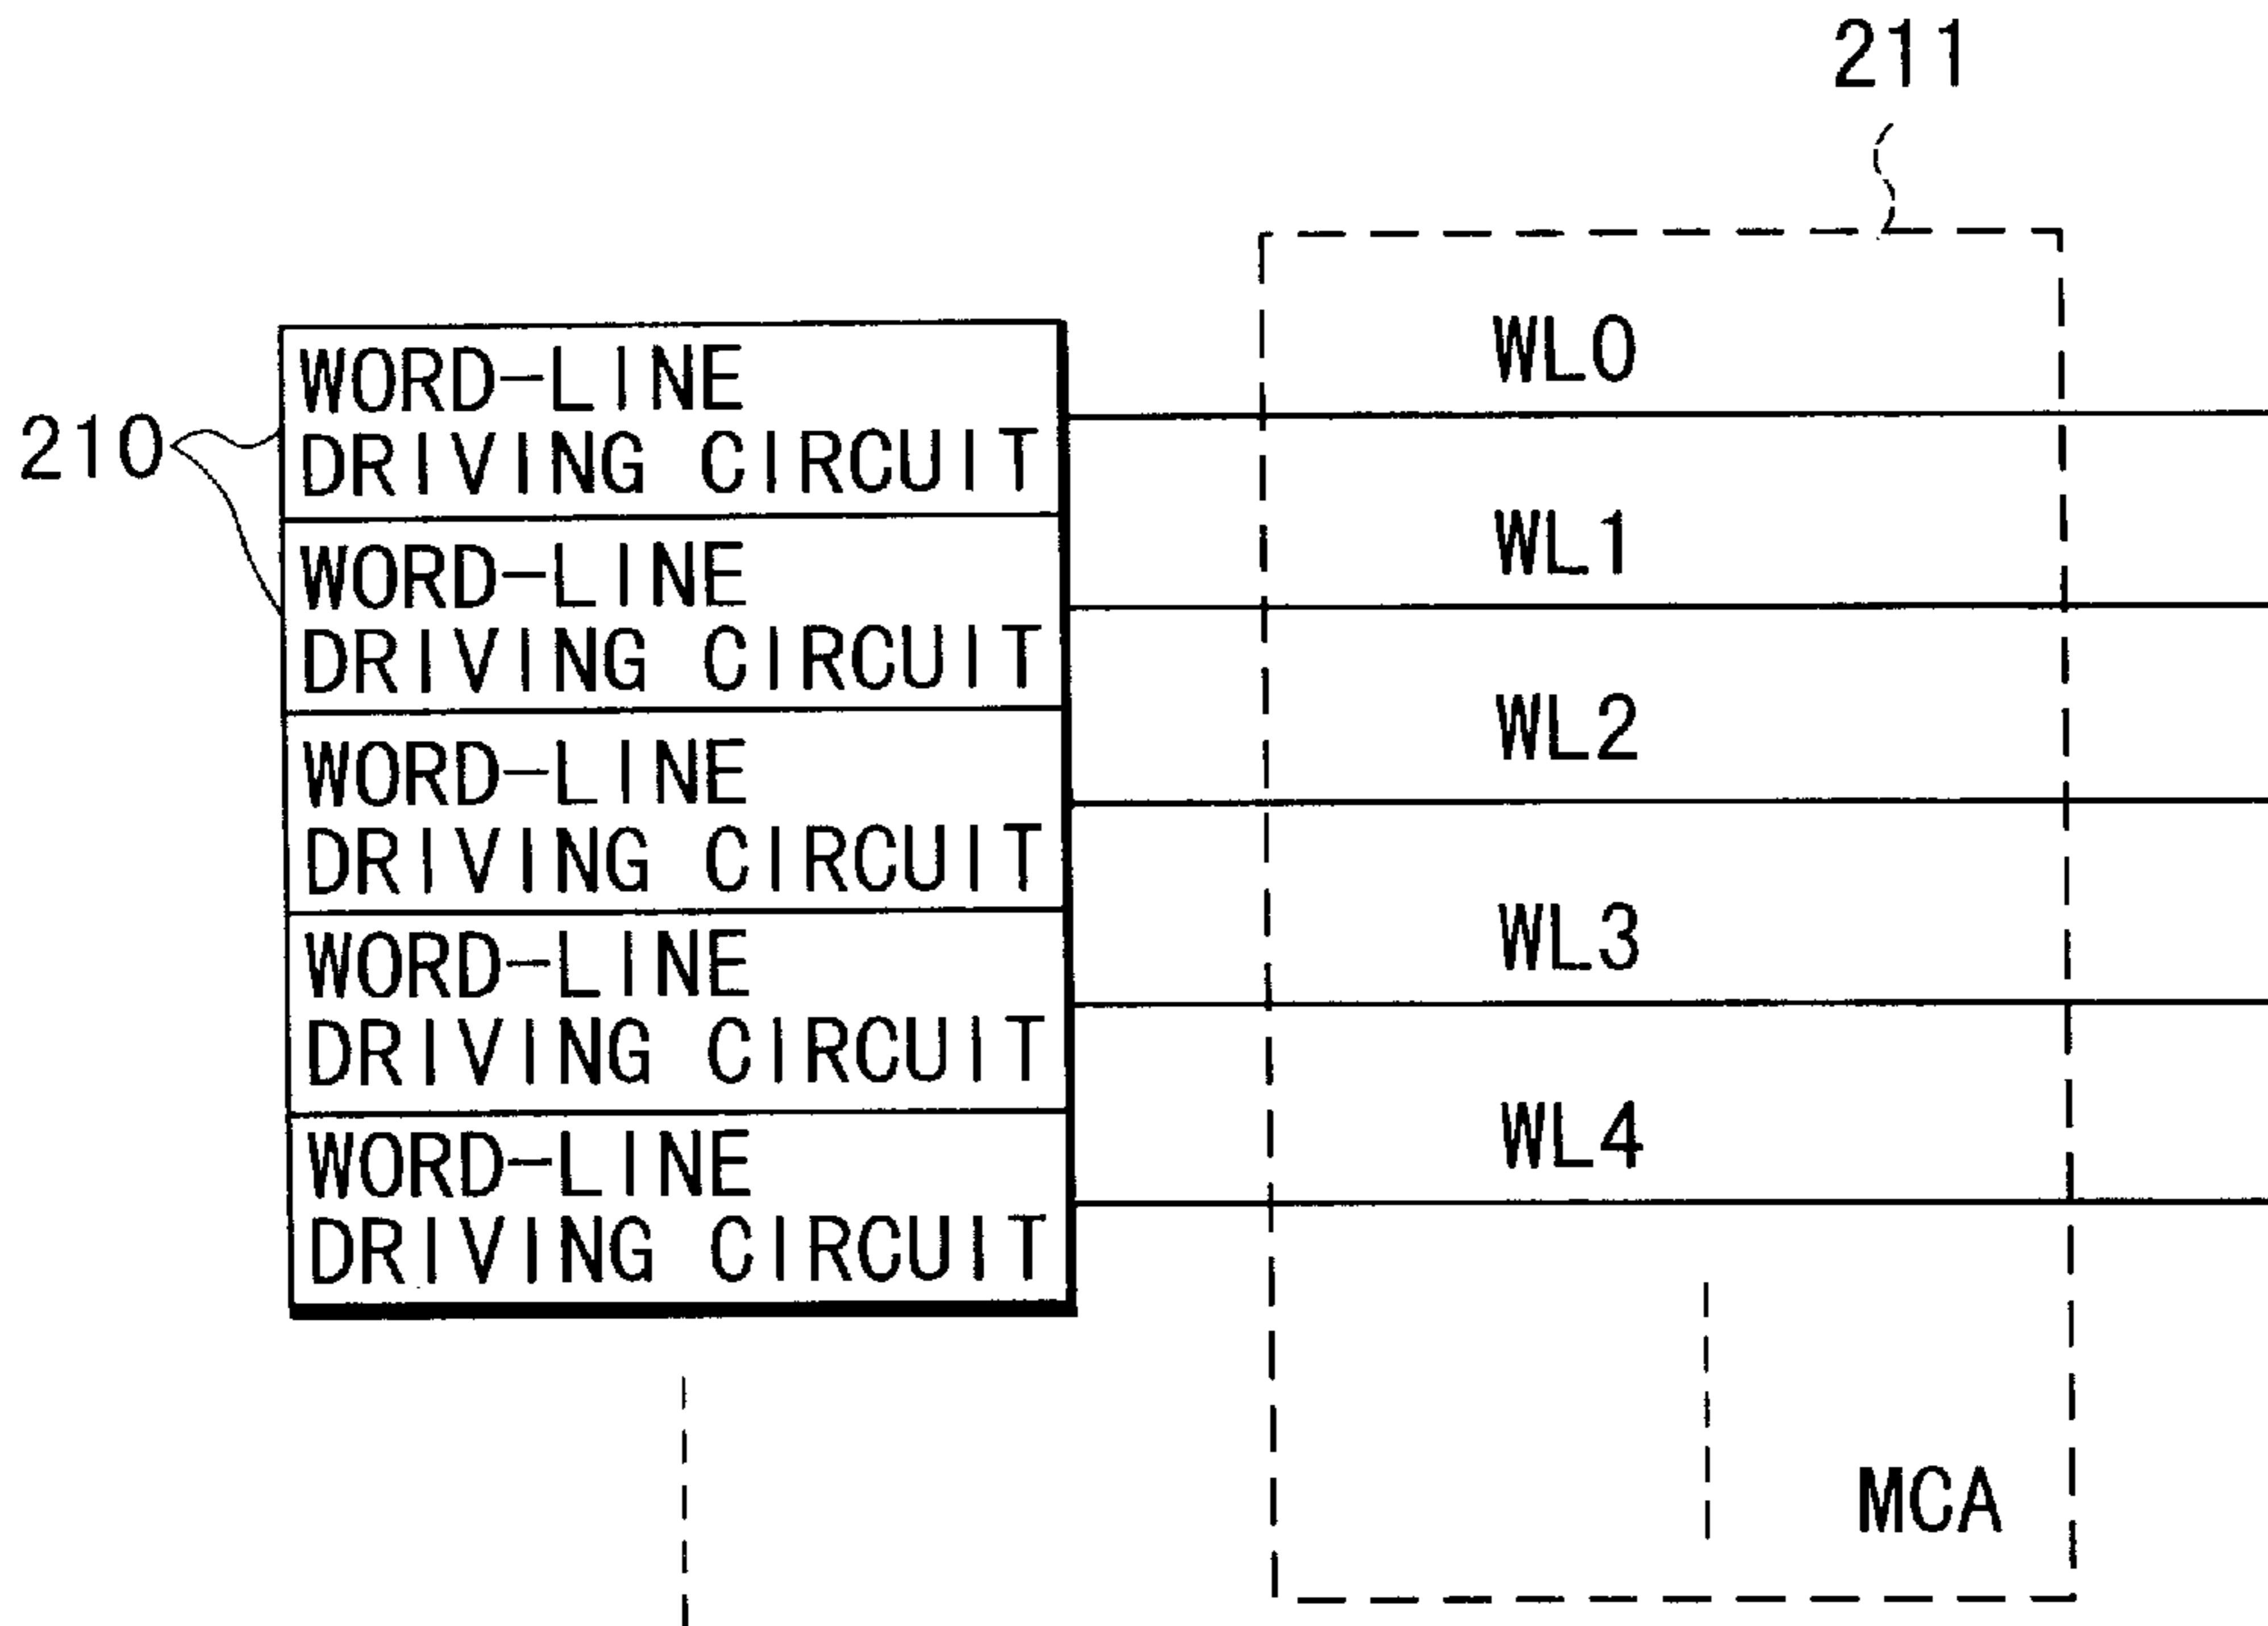 211
210
WORD-LINE
DRIVING CIRCUIT
WORD-LINE
DRIVING CIRCUIT
WORD-LINE
DRIVING CIRCUIT
WORD-LINE
DRIVING CIRCUIT
WORD-LINE
DRIVING CIRCUIT
WL0
WL1
WL2
WL3
WL4
MCA